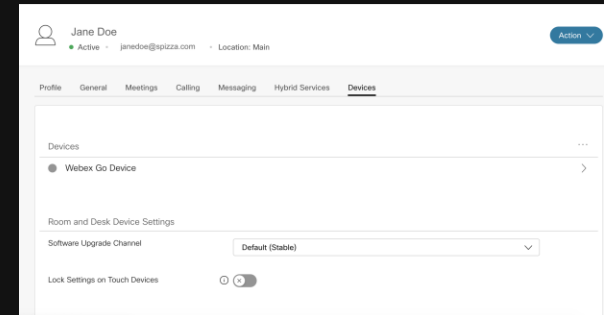 Jane Doe
Active - janedoe@spizza.com - Location: Main
Action
Profile General Meetings Calling Messaging Hybrid Services Devices
Devices
Webex Go Device
Room and Desk Device Settings
Software Upgrade Channel Default (Stable)
Lock Settings on Touch Devices